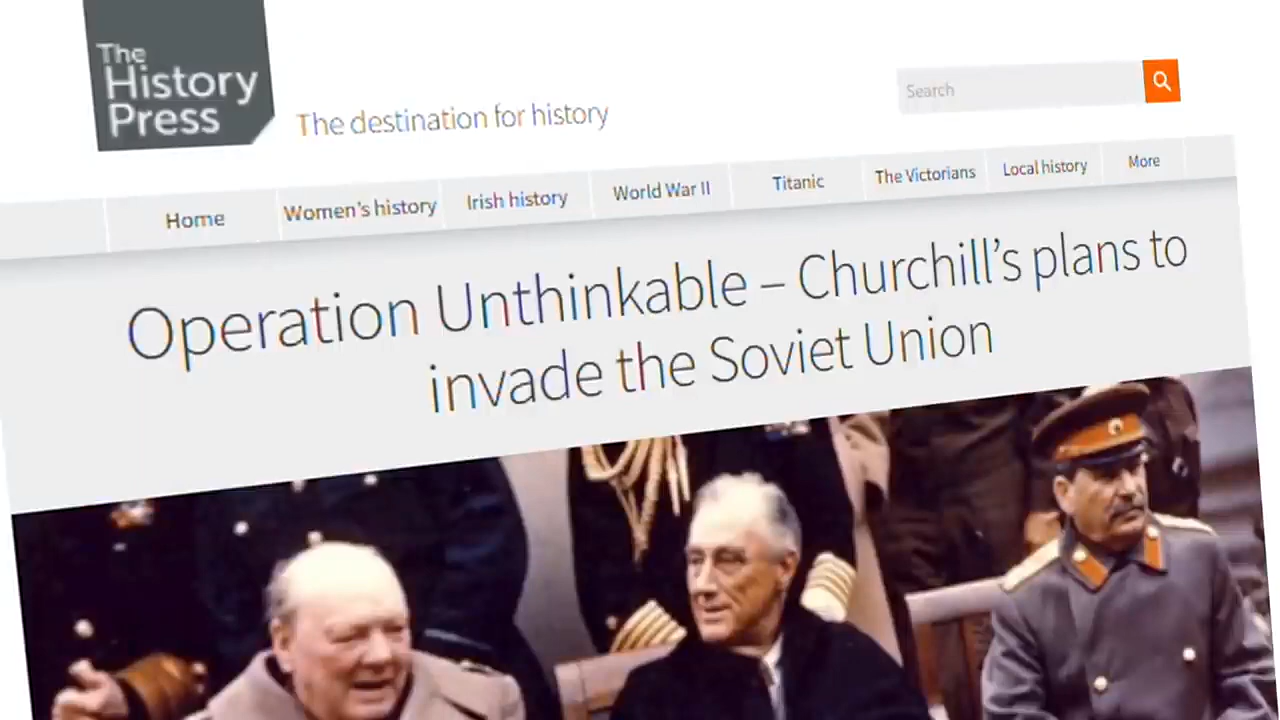 The
History
Press
The destination for history
Search
Home Women's history Irish history World War II Titanic The Victorians Local history More
Operation Unthinkable – Churchill's plans to
invade the Soviet Union